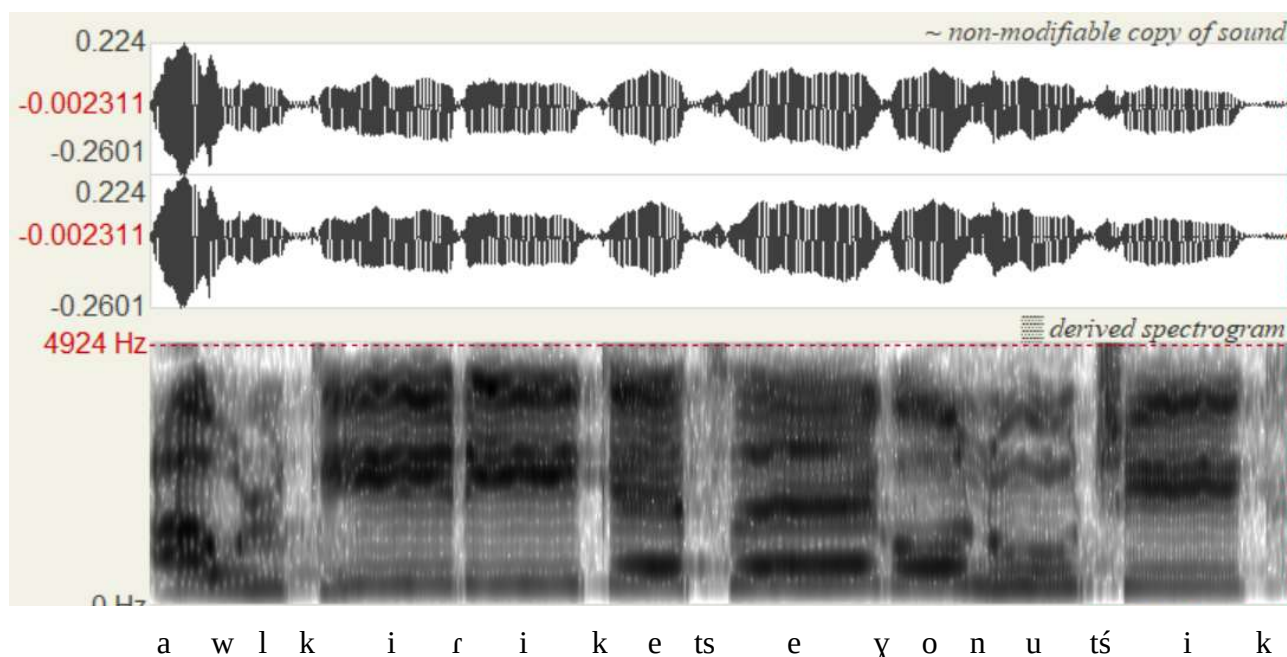 ~ non-modifiable copy of sound
0.224
-0.002311
-0.2601
0.224
-0.002311
-0.2601
derived spectrogram
4924 Hz
0 Hz
a w l k i ɾ i k e ts e ɣ o n u tś i k